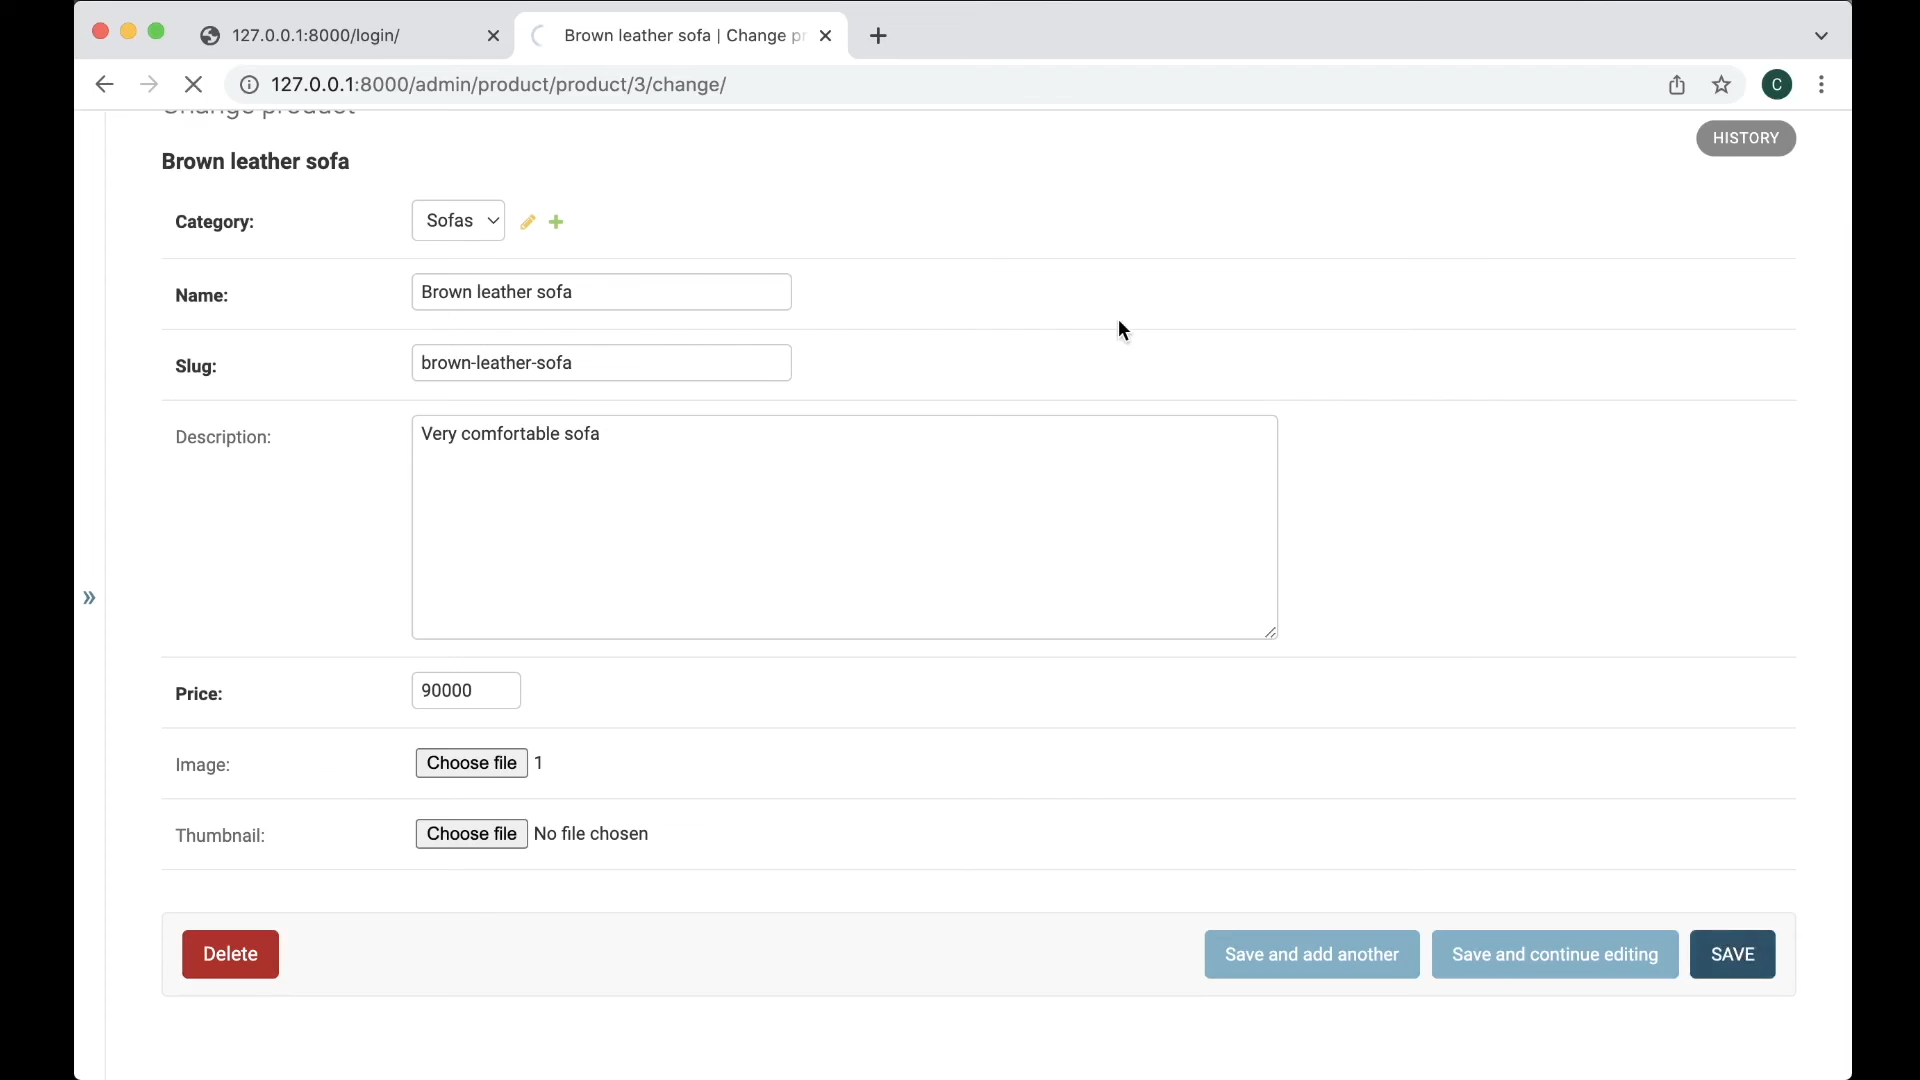 127.0.0.1:8000/login/
Brown leather sofa | Change pr
127.0.0.1:8000/admin/product/product/3/change/
C
Change product
HISTORY
Brown leather sofa
Category: Sofas
Name: Brown leather sofa
Slug: brown-leather-sofa
Description: Very comfortable sofa
»
Price: 90000
Image: Choose file 1
Thumbnail: Choose file No file chosen
Delete Save and add another Save and continue editing SAVE